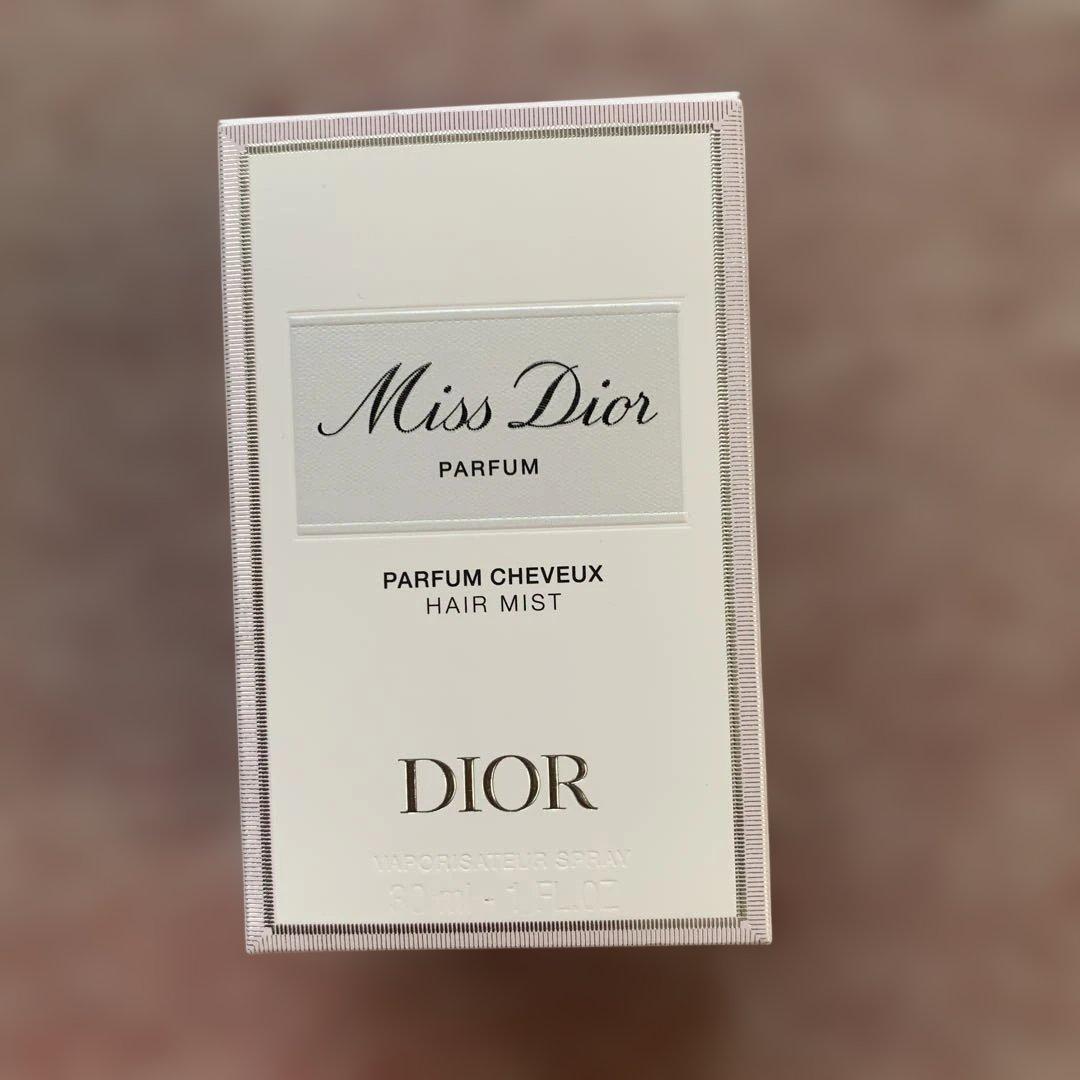 Miss Dior
PARFUM
PARFUM CHEVEUX
HAIR MIST
DIOR
VAPORISATEUR SPRAY
30 ml - 1 FL.OZ